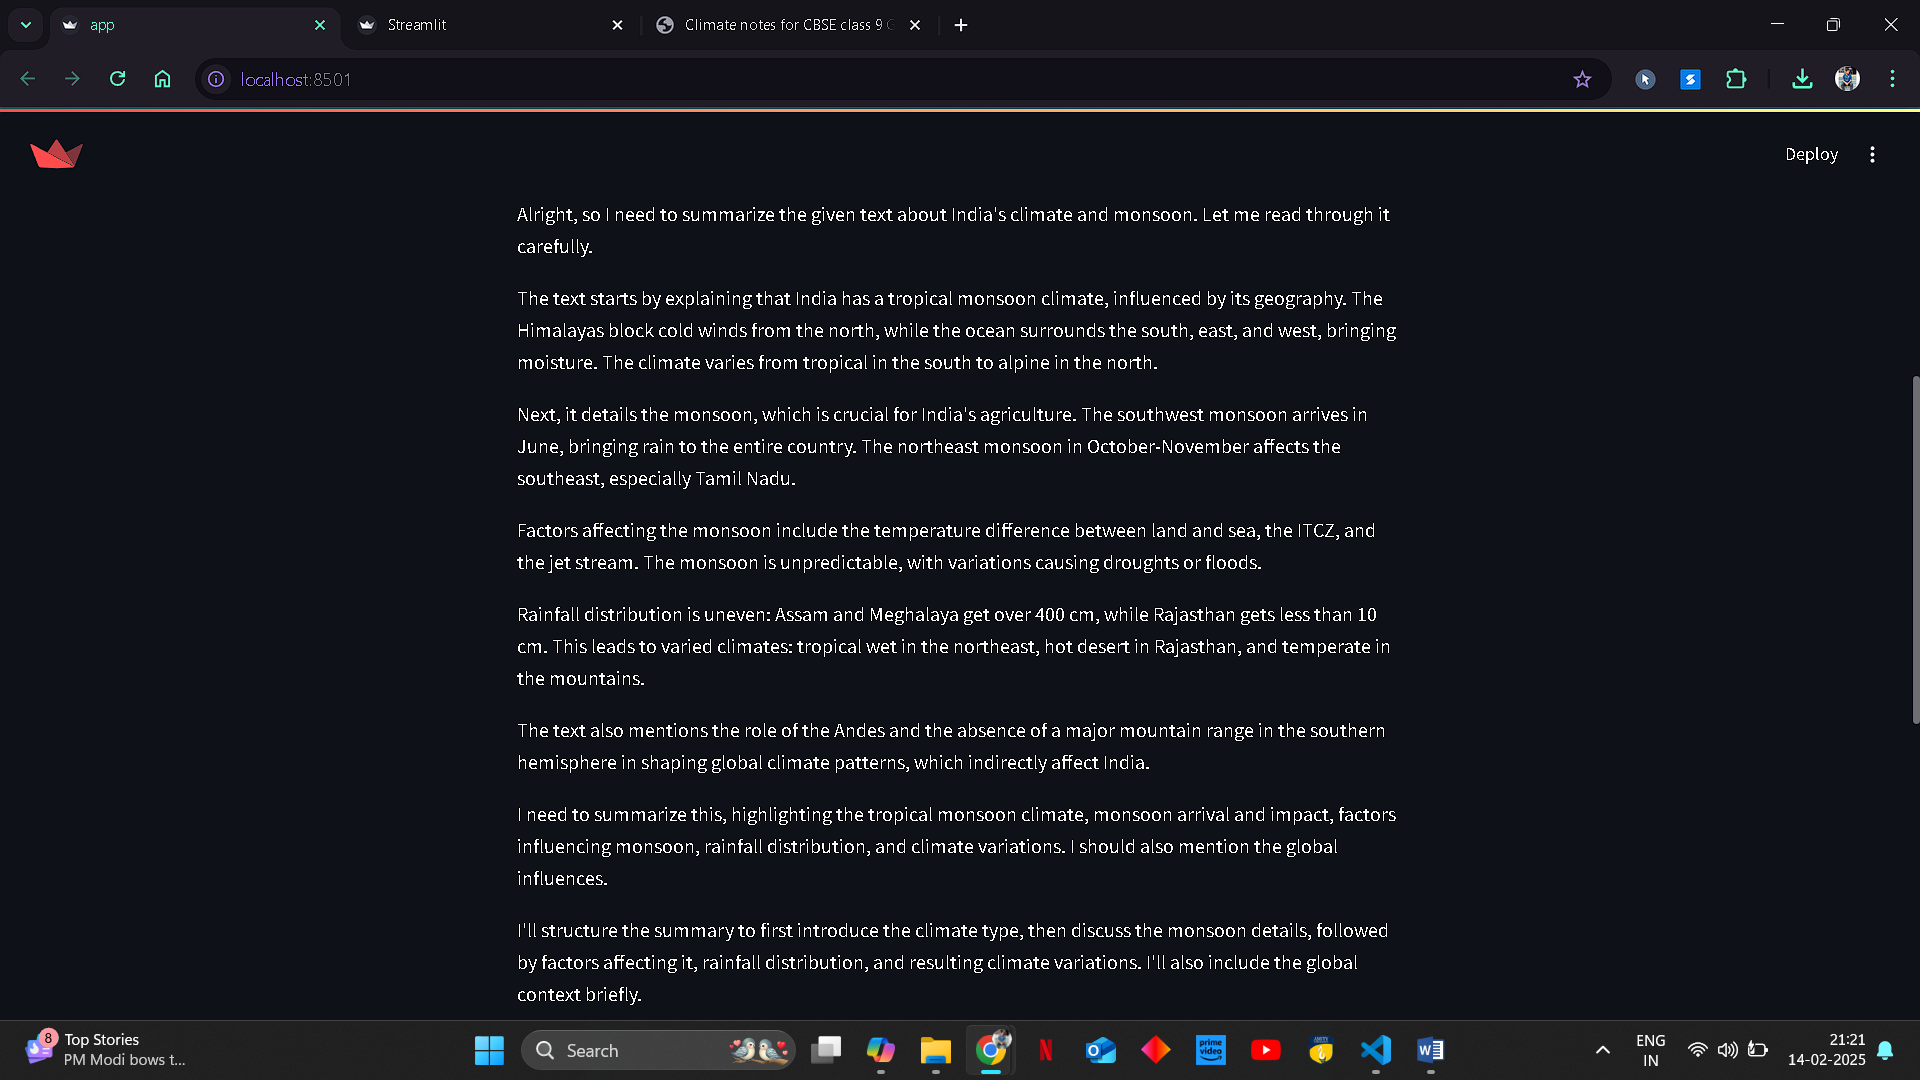 app
Streamlit
Climate notes for CBSE class 9 G
localhost:8501
Deploy
Alright, so I need to summarize the given text about India's climate and monsoon. Let me read through it
carefully.
The text starts by explaining that India has a tropical monsoon climate, influenced by its geography. The
Himalayas block cold winds from the north, while the ocean surrounds the south, east, and west, bringing
moisture. The climate varies from tropical in the south to alpine in the north.
Next, it details the monsoon, which is crucial for India's agriculture. The southwest monsoon arrives in
June, bringing rain to the entire country. The northeast monsoon in October-November affects the
southeast, especially Tamil Nadu.
Factors affecting the monsoon include the temperature difference between land and sea, the ITCZ, and
the jet stream. The monsoon is unpredictable, with variations causing droughts or floods.
Rainfall distribution is uneven: Assam and Meghalaya get over 400 cm, while Rajasthan gets less than 10
cm. This leads to varied climates: tropical wet in the northeast, hot desert in Rajasthan, and temperate in
the mountains.
The text also mentions the role of the Andes and the absence of a major mountain range in the southern
hemisphere in shaping global climate patterns, which indirectly affect India.
I need to summarize this, highlighting the tropical monsoon climate, monsoon arrival and impact, factors
influencing monsoon, rainfall distribution, and climate variations. I should also mention the global
influences.
I'll structure the summary to first introduce the climate type, then discuss the monsoon details, followed
by factors affecting it, rainfall distribution, and resulting climate variations. I'll also include the global
context briefly.
8
Top Stories
PM Modi bows t...
Search
N
prime
video
ENG
IN
21:21
14-02-2025